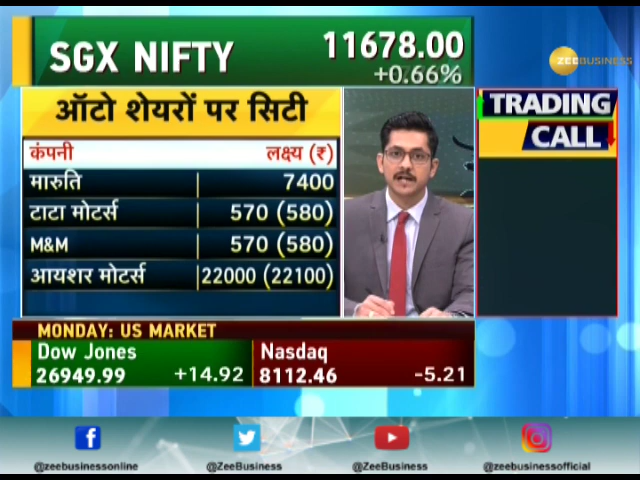 SGX NIFTY
11678.00
+0.66%
ZEEBUSINESS
ऑटो शेयरों पर सिटी
कंपनी लक्ष्य (₹)
मारुति 7400
टाटा मोटर्स 570 (580)
M&M 570 (580)
आयशर मोटर्स 22000 (22100)
TRADING
CALL
MONDAY: US MARKET
Dow Jones
26949.99 +14.92
Nasdaq
8112.46 -5.21
@zeebusinessonline
@ZeeBusiness
@ZeeBusiness
@zeebusinessofficial